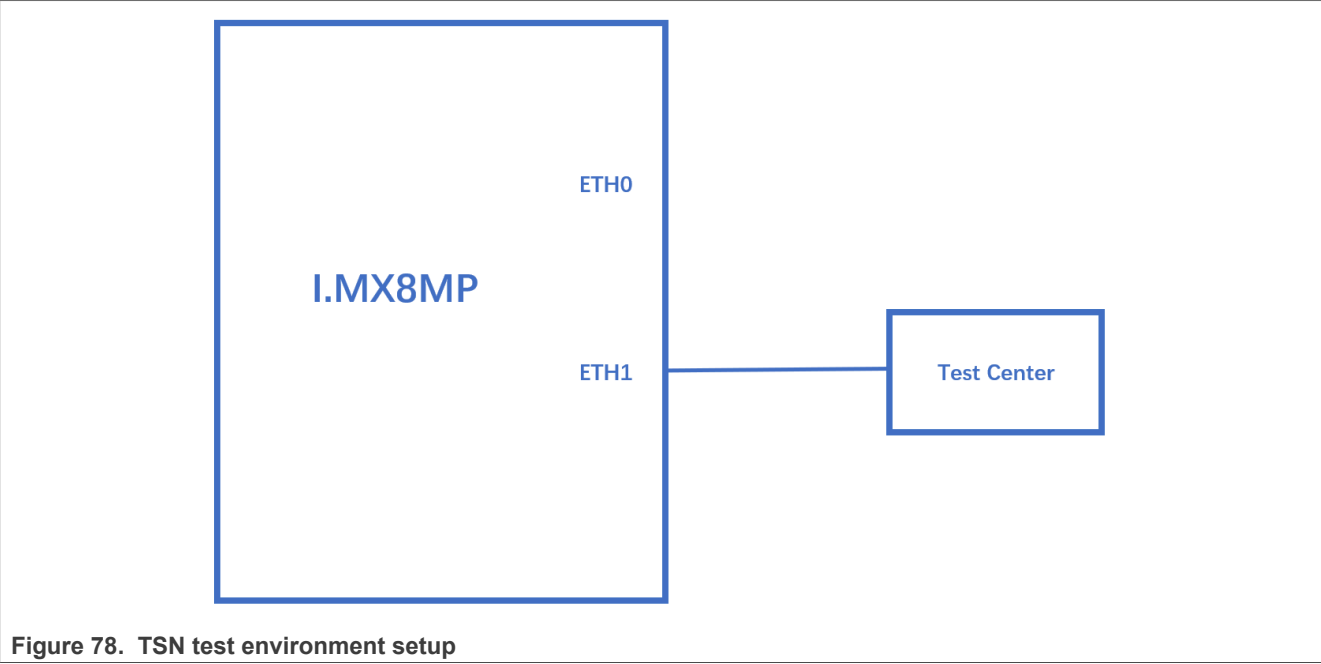 ETH0
I.MX8MP
ETH1
Test Center
Figure 78. TSN test environment setup